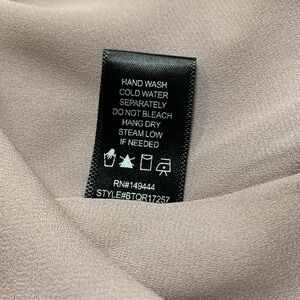 HAND WASH
COLD WATER
SEPARATELY
DO NOT BLEACH
HANG DRY
STEAM LOW
IF NEEDED
RN#149444
STYLE#BTOR17257